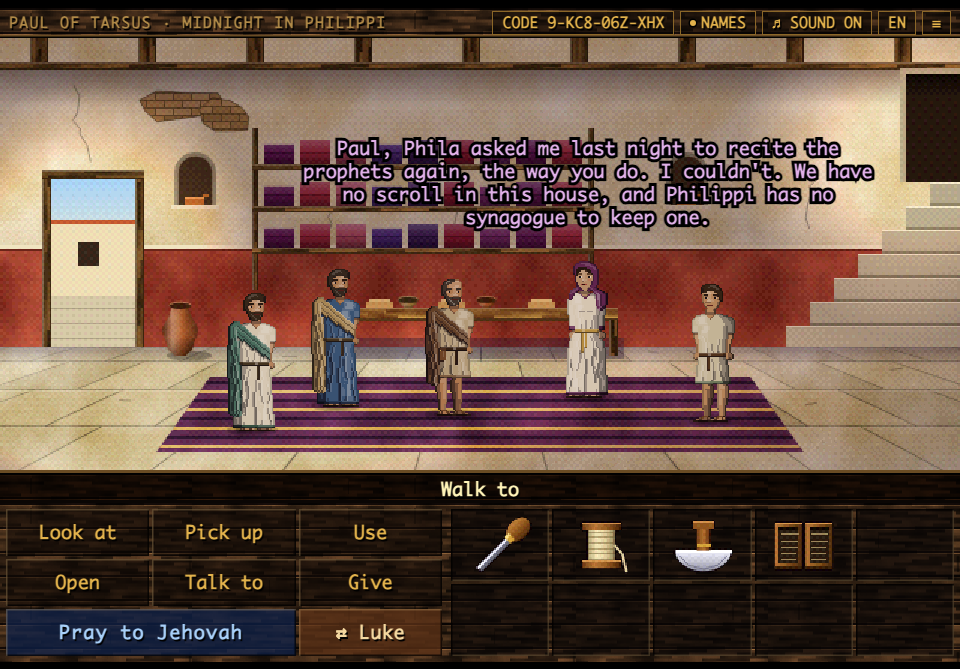 PAUL OF TARSUS · MIDNIGHT IN PHILIPPI
CODE 9-KC8-06Z-XHX
• NAMES
♬ SOUND ON
EN
≡
Paul, Phila asked me last night to recite the
prophets again, the way you do. I couldn't. We have
no scroll in this house, and Philippi has no
synagogue to keep one.
Walk to
Look at
Pick up
Use
Open
Talk to
Give
Pray to Jehovah
⇄ Luke